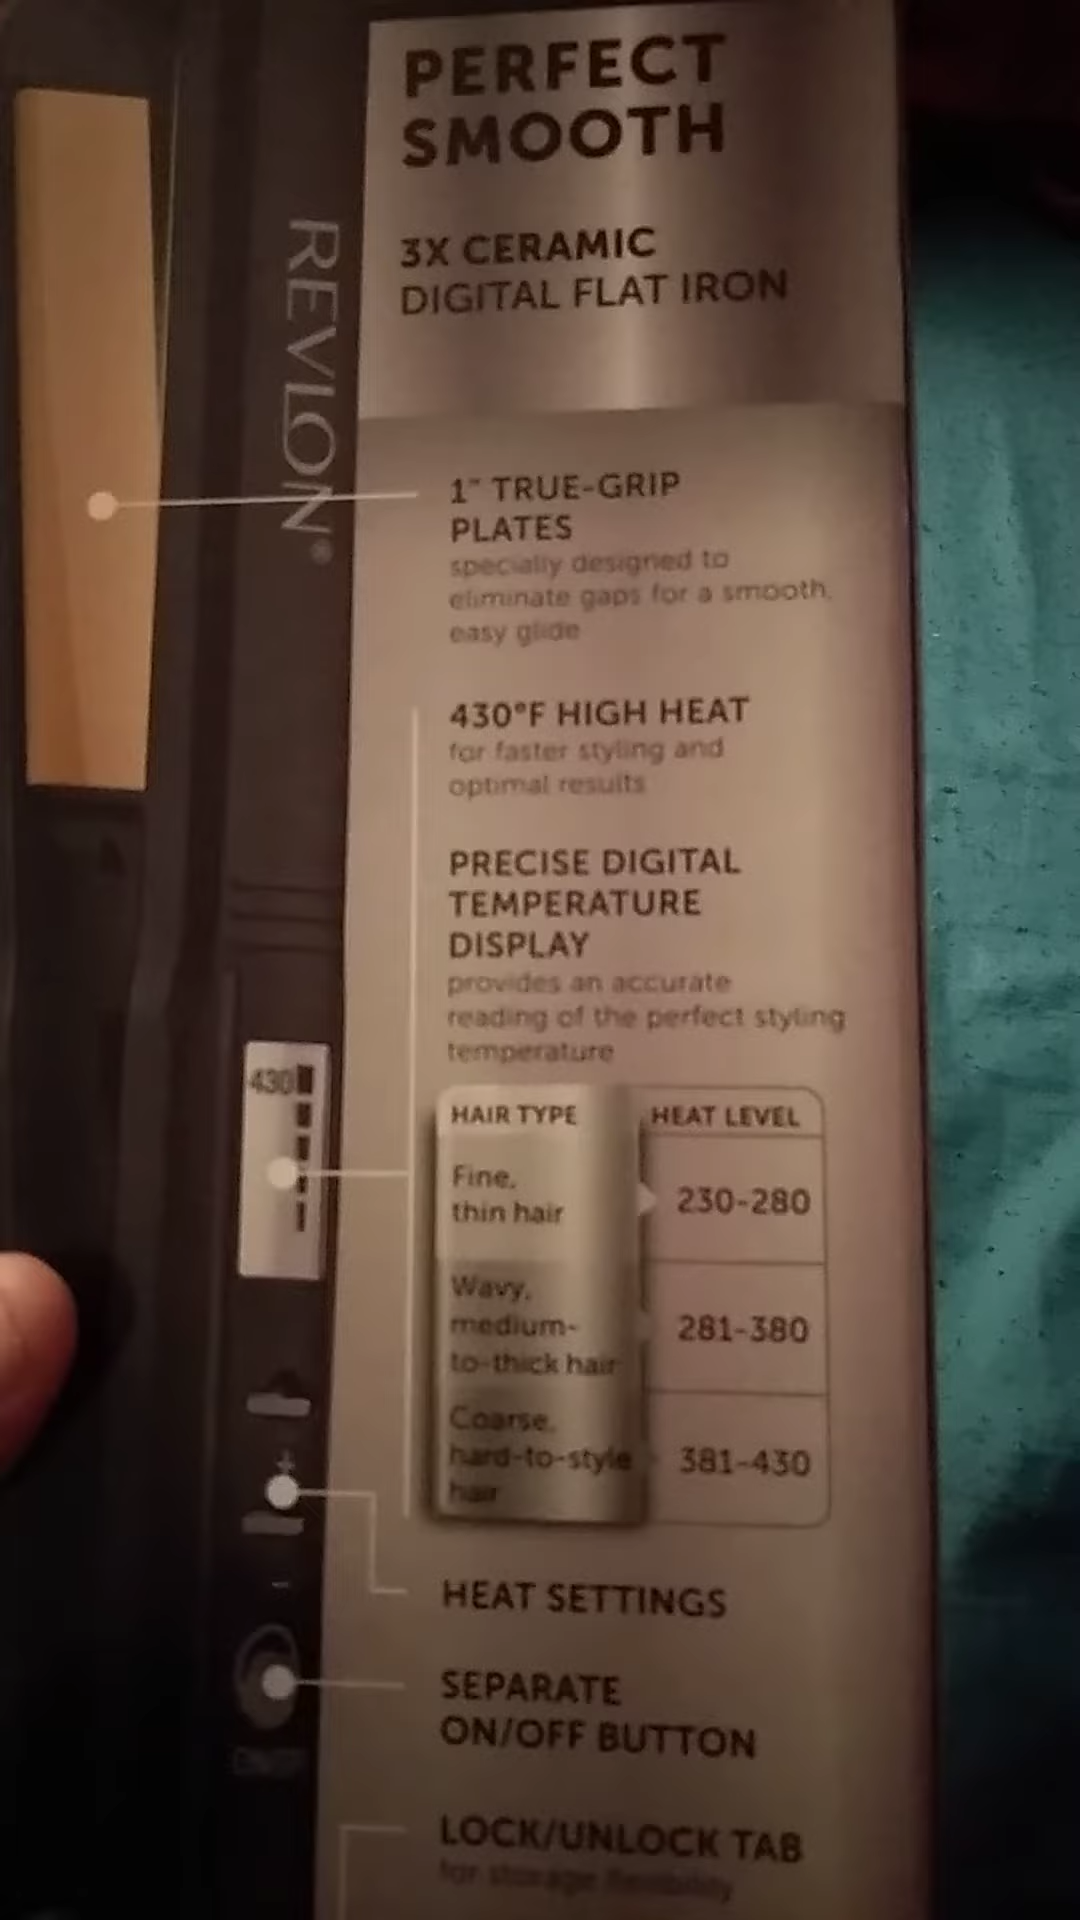 PERFECT
SMOOTH
3X CERAMIC
DIGITAL FLAT IRON
REVLON®
1" TRUE-GRIP
PLATES
specially designed to
eliminate gaps for a smooth,
easy glide
430°F HIGH HEAT
for faster styling and
optimal results
PRECISE DIGITAL
TEMPERATURE
DISPLAY
provides an accurate
reading of the perfect styling
temperature
430
HAIR TYPE HEAT LEVEL
Fine,
thin hair
230-280
Wavy,
medium-
to-thick hair
281-380
Coarse,
hard-to-style
hair
381-430
+
-
HEAT SETTINGS
SEPARATE
ON/OFF BUTTON
LOCK/UNLOCK TAB
for storage flexibility